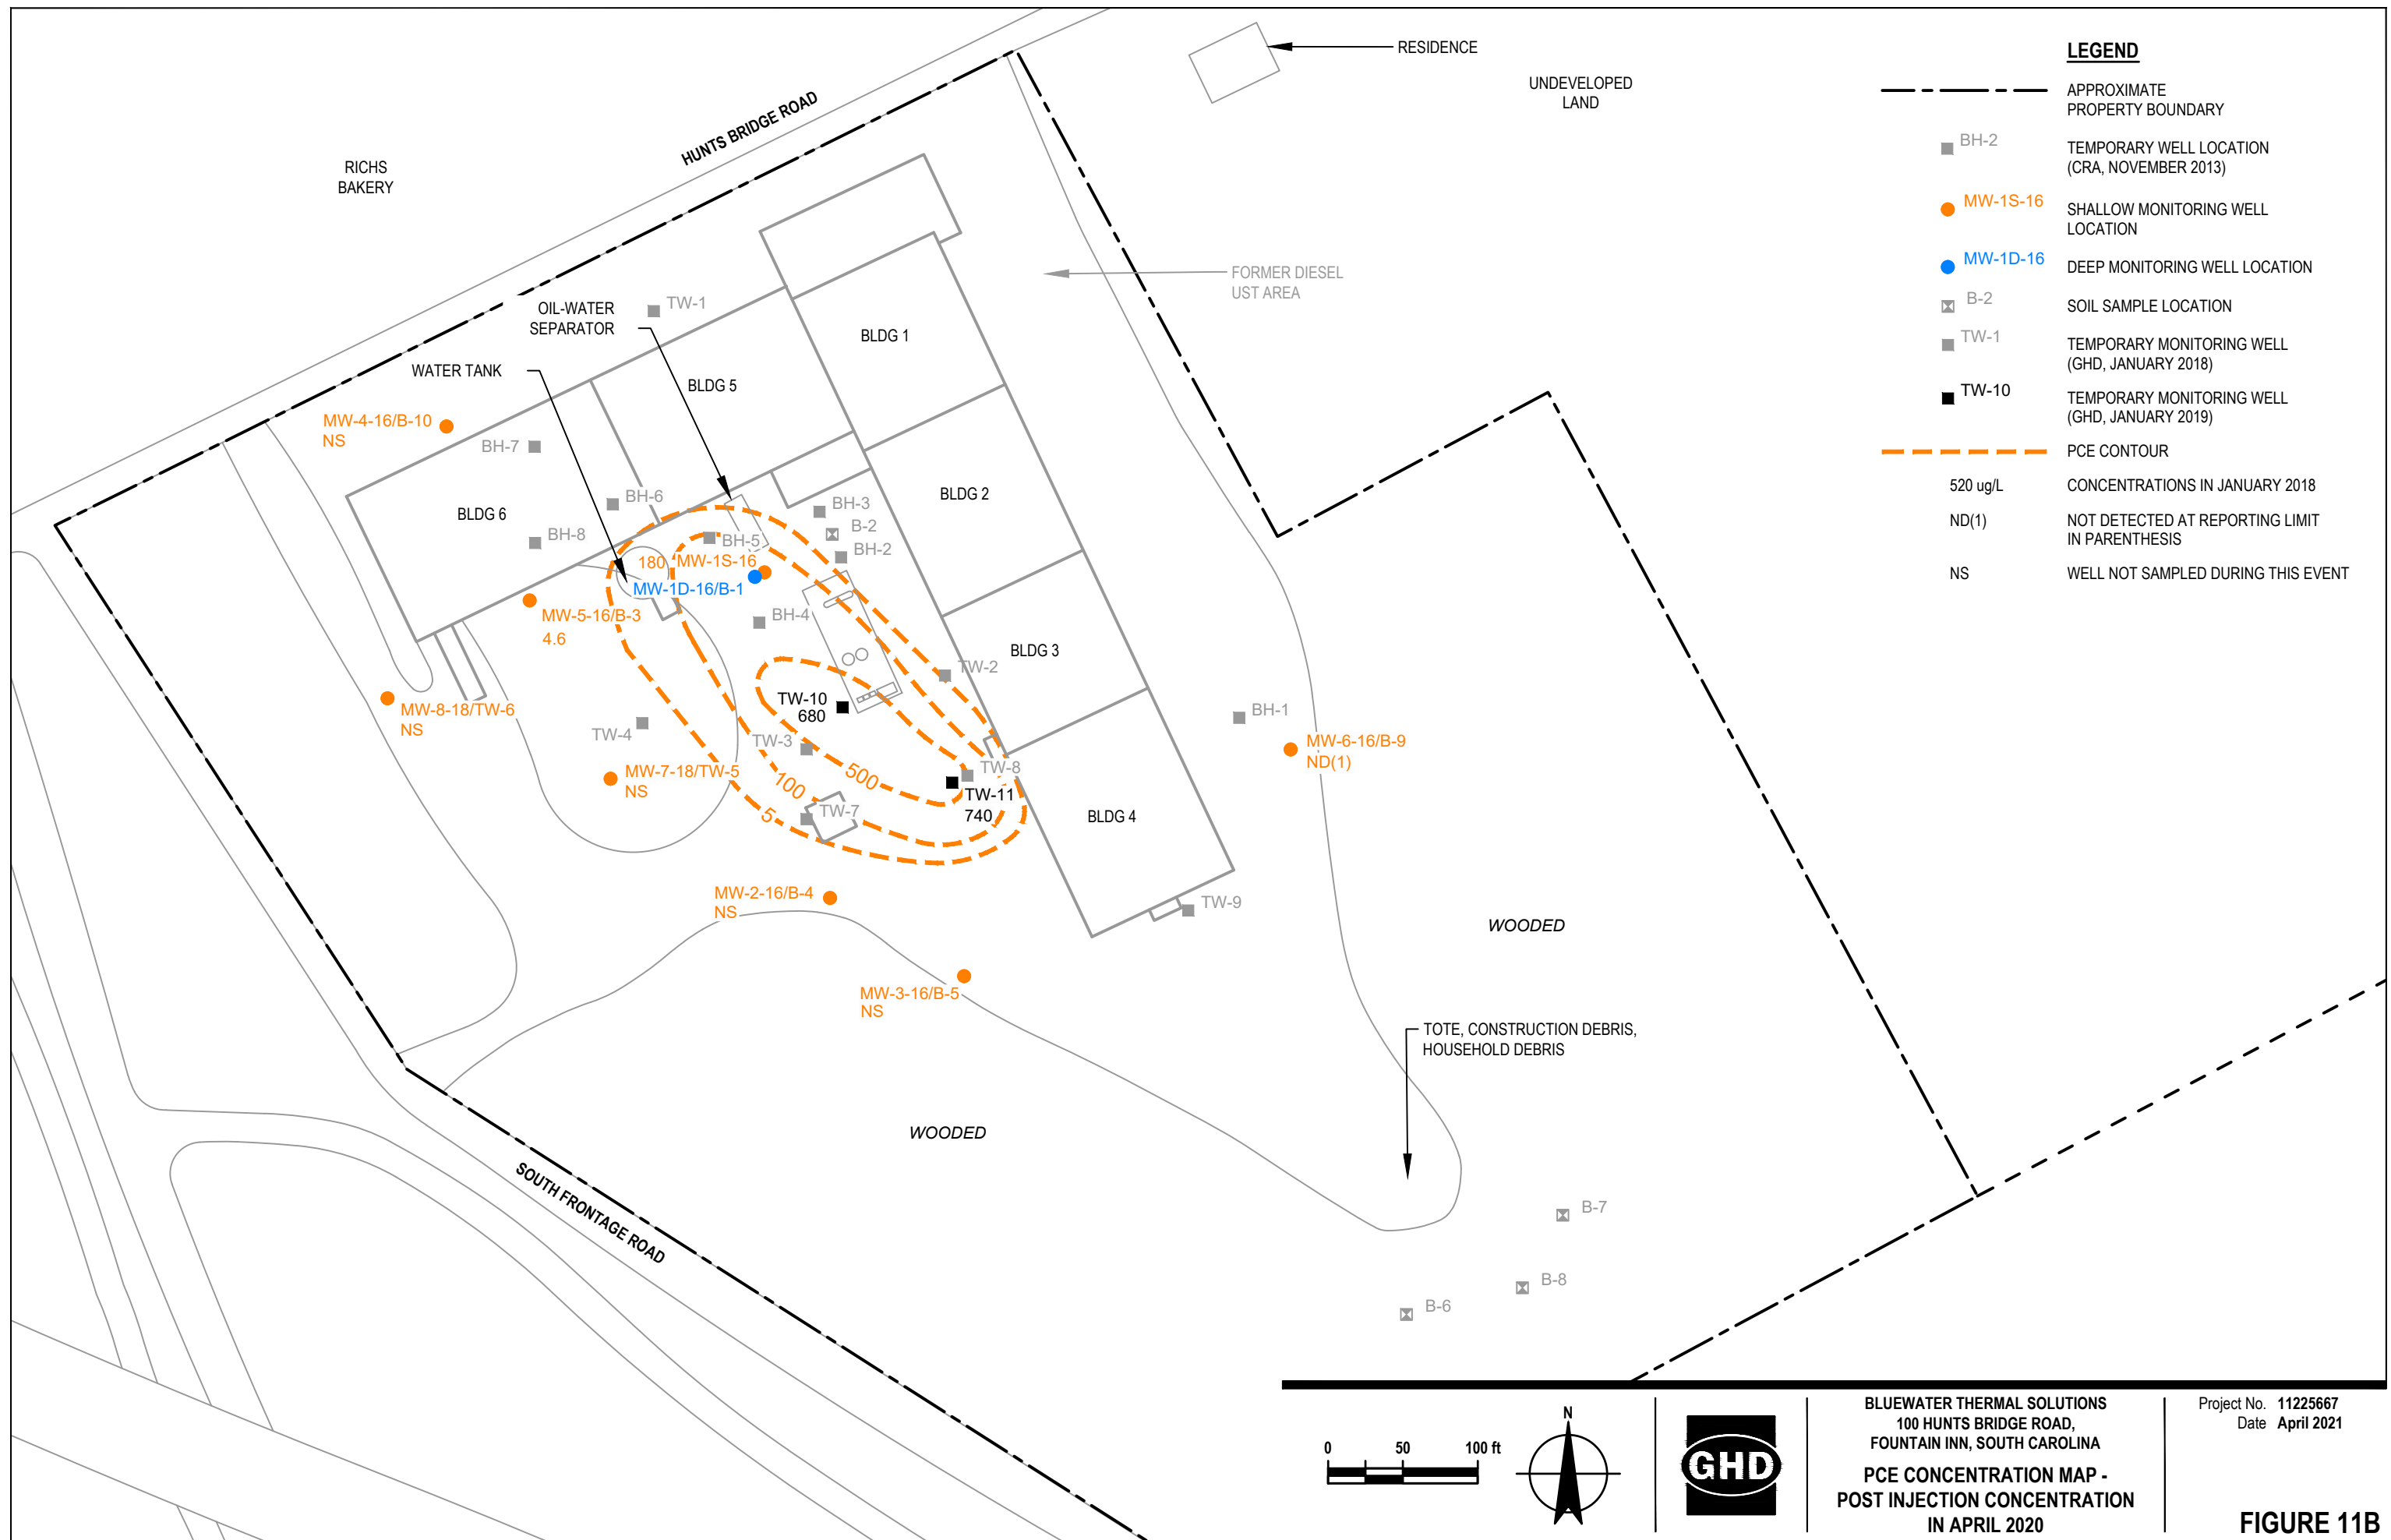 RESIDENCE
UNDEVELOPED
LAND
HUNTS BRIDGE ROAD
RICHS
BAKERY
FORMER DIESEL
UST AREA
TW-1
OIL-WATER
SEPARATOR
BLDG 1
WATER TANK
BLDG 5
MW-4-16/B-10
NS
BH-7
BH-6
BH-3
BLDG 2
BLDG 6
B-2
BH-8
BH-5
BH-2
180
MW-1S-16
MW-1D-16/B-1
MW-5-16/B-3
4.6
BH-4
BLDG 3
TW-2
TW-10
680
MW-8-18/TW-6
NS
BH-1
TW-4
TW-3
MW-6-16/B-9
ND(1)
MW-7-18/TW-5
NS
100
500
TW-8
TW-11
740
5
TW-7
BLDG 4
MW-2-16/B-4
NS
TW-9
WOODED
MW-3-16/B-5
NS
TOTE, CONSTRUCTION DEBRIS,
HOUSEHOLD DEBRIS
WOODED
SOUTH FRONTAGE ROAD
B-7
B-8
B-6
LEGEND
APPROXIMATE
PROPERTY BOUNDARY
BH-2
TEMPORARY WELL LOCATION
(CRA, NOVEMBER 2013)
MW-1S-16
SHALLOW MONITORING WELL
LOCATION
MW-1D-16
DEEP MONITORING WELL LOCATION
B-2
SOIL SAMPLE LOCATION
TW-1
TEMPORARY MONITORING WELL
(GHD, JANUARY 2018)
TW-10
TEMPORARY MONITORING WELL
(GHD, JANUARY 2019)
PCE CONTOUR
520 ug/L
CONCENTRATIONS IN JANUARY 2018
ND(1)
NOT DETECTED AT REPORTING LIMIT
IN PARENTHESIS
NS
WELL NOT SAMPLED DURING THIS EVENT
0 50 100 ft
N
GHD
BLUEWATER THERMAL SOLUTIONS
100 HUNTS BRIDGE ROAD,
FOUNTAIN INN, SOUTH CAROLINA
PCE CONCENTRATION MAP -
POST INJECTION CONCENTRATION
IN APRIL 2020
Project No. 11225667
Date April 2021
FIGURE 11B